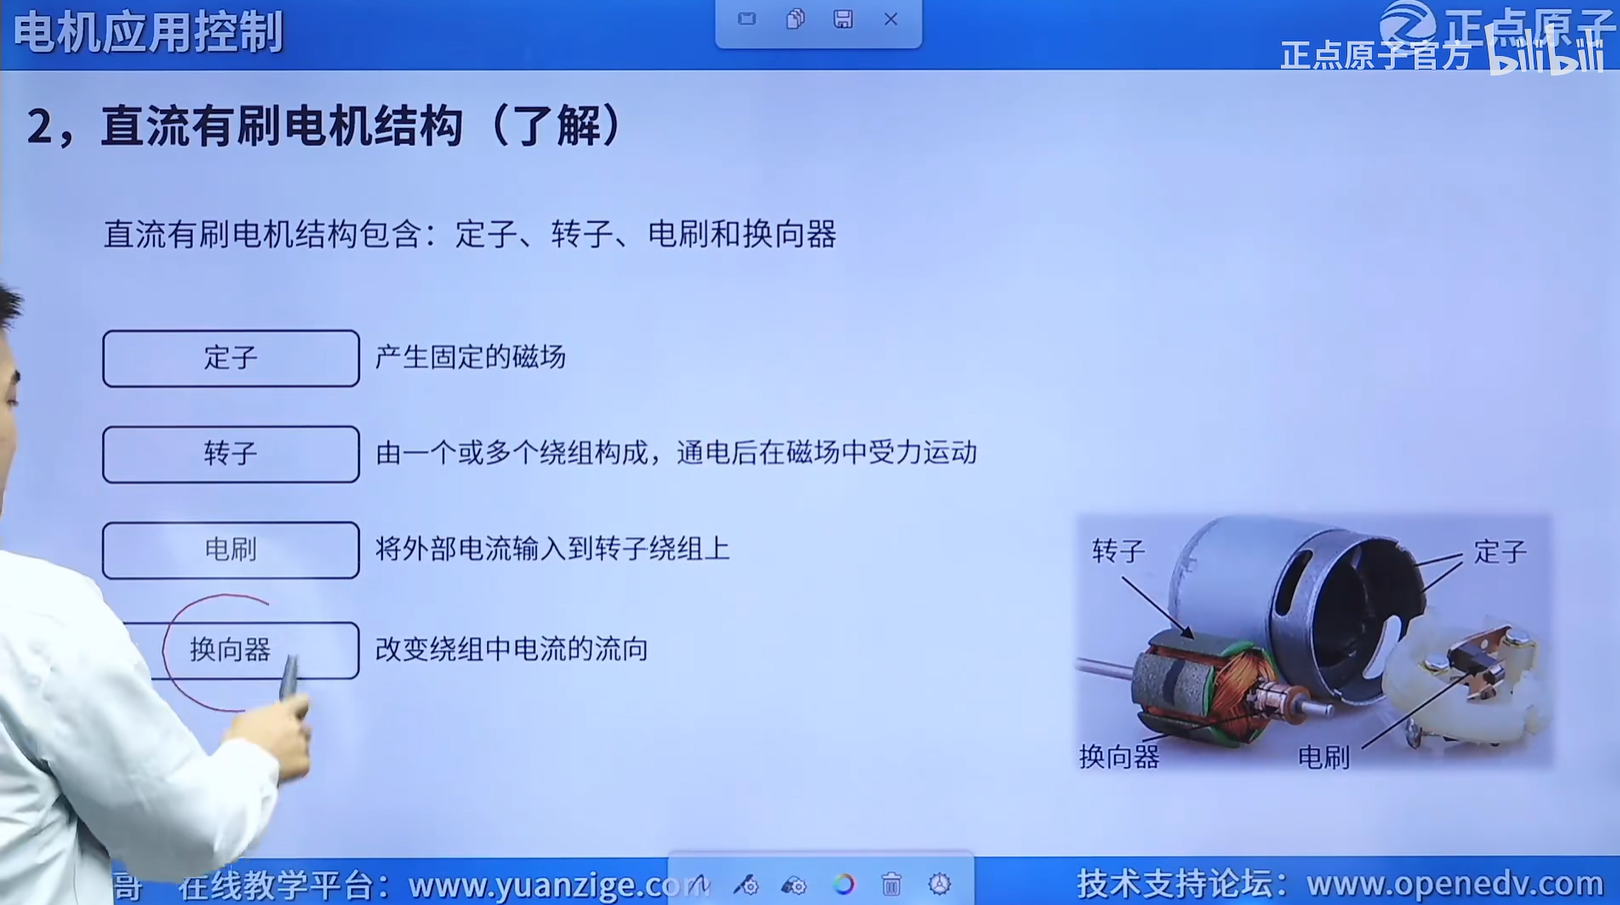 电机应用控制
正点原子
正点原子官方 bilibili
2，直流有刷电机结构（了解）
直流有刷电机结构包含：定子、转子、电刷和换向器
定子 产生固定的磁场
转子 由一个或多个绕组构成，通电后在磁场中受力运动
电刷 将外部电流输入到转子绕组上
换向器 改变绕组中电流的流向
转子
定子
换向器
电刷
哥 在线教学平台：www.yuanzige.com
技术支持论坛：www.openedv.com